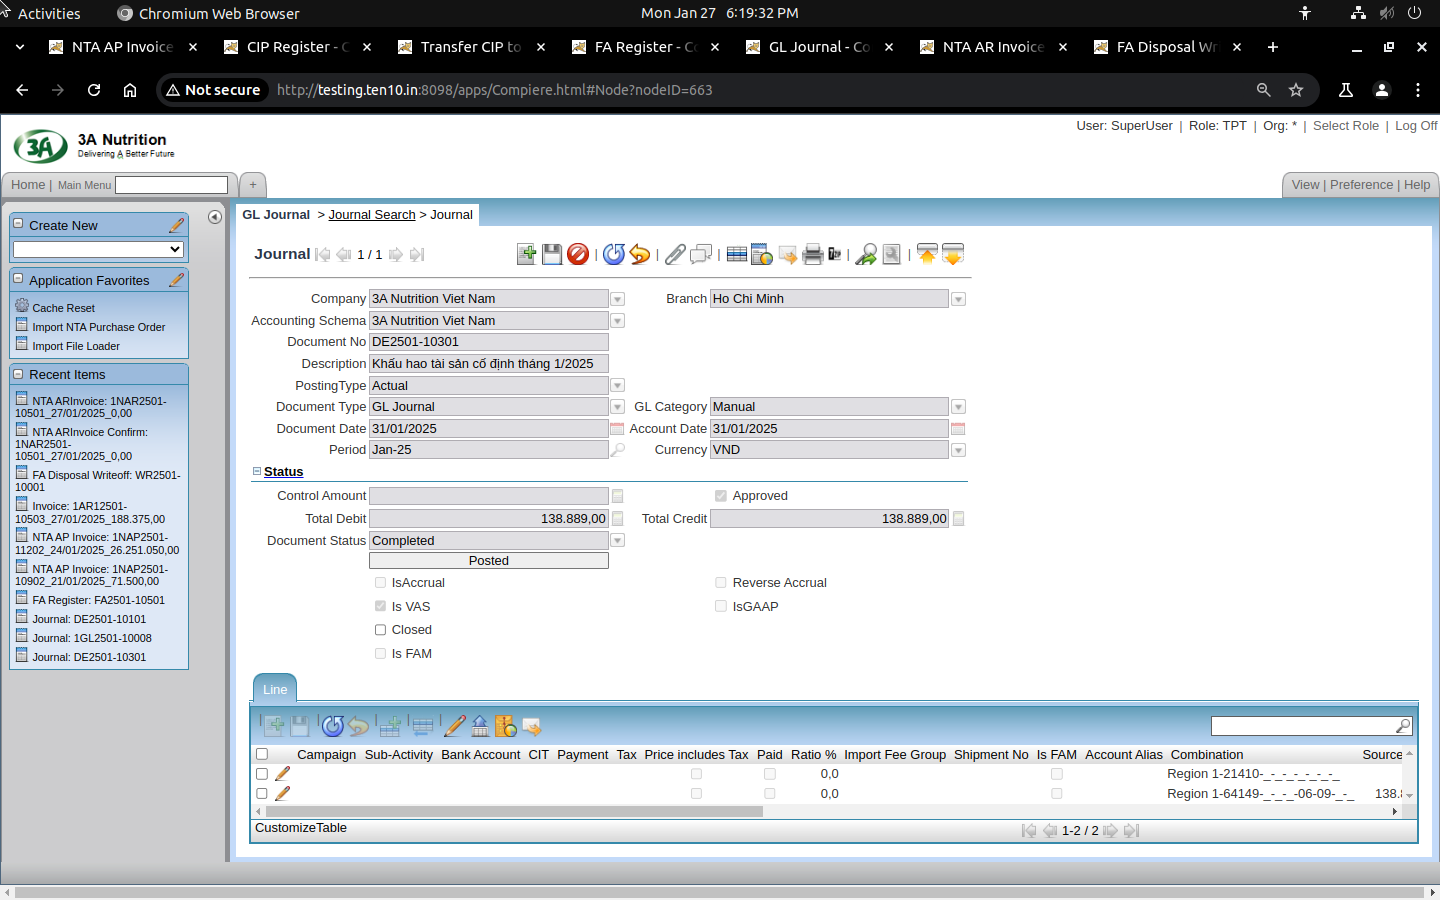 Activities
Chromium Web Browser
Mon Jan 27 6:19:32 PM
NTA AP Invoice
CIP Register - C
Transfer CIP to
FA Register - Co
GL Journal - Co
NTA AR Invoice
FA Disposal Wr
Not secure
http://testing.ten10.in:8098/apps/Compiere.html#Node?nodeID=663
User: SuperUser | Role: TPT | Org: * | Select Role | Log Off
3A
3A Nutrition
Delivering A Better Future
Home | Main Menu
+
View | Preference | Help
Create New
Application Favorites
Cache Reset
Import NTA Purchase Order
Import File Loader
Recent Items
NTA ARInvoice: 1NAR2501-
10501_27/01/2025_0,00
NTA ARInvoice Confirm:
1NAR2501-
10501_27/01/2025_0,00
FA Disposal Writeoff: WR2501-
10001
Invoice: 1AR12501-
10503_27/01/2025_188.375,00
NTA AP Invoice: 1NAP2501-
11202_24/01/2025_26.251.050,00
NTA AP Invoice: 1NAP2501-
10902_21/01/2025_71.500,00
FA Register: FA2501-10501
Journal: DE2501-10101
Journal: 1GL2501-10008
Journal: DE2501-10301
GL Journal > Journal Search > Journal
Journal 1 / 1
Company 3A Nutrition Viet Nam Branch Ho Chi Minh
Accounting Schema 3A Nutrition Viet Nam
Document No DE2501-10301
Description Khấu hao tài sản cố định tháng 1/2025
PostingType Actual
Document Type GL Journal GL Category Manual
Document Date 31/01/2025 Account Date 31/01/2025
Period Jan-25 Currency VND
Status
Control Amount Approved
Total Debit 138.889,00 Total Credit 138.889,00
Document Status Completed
Posted
IsAccrual Reverse Accrual
Is VAS IsGAAP
Closed
Is FAM
Line
Campaign Sub-Activity Bank Account CIT Payment Tax Price includes Tax Paid Ratio % Import Fee Group Shipment No Is FAM Account Alias Combination Source
0,0 Region 1-21410-_-_-_-_-_-_-_
0,0 Region 1-64149-_-_-_-06-09-_-_ 138.8
CustomizeTable
1-2 / 2